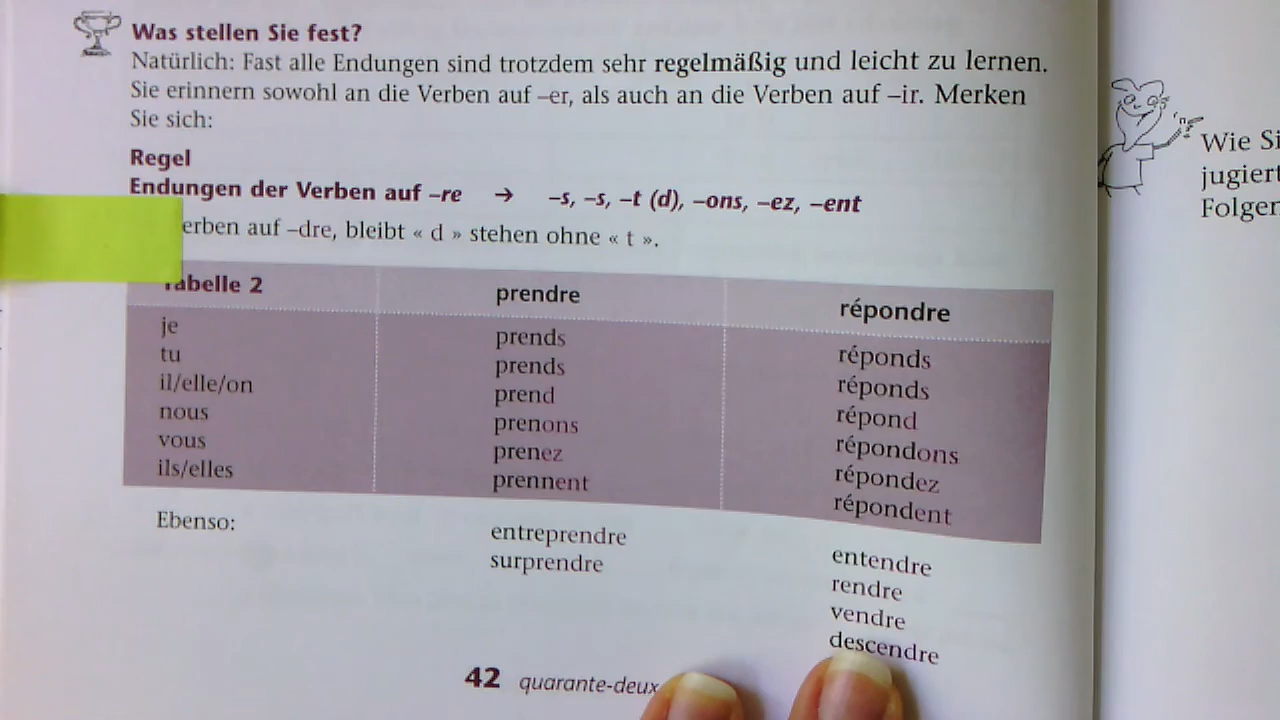 Was stellen Sie fest?
Natürlich: Fast alle Endungen sind trotzdem sehr regelmäßig und leicht zu lernen.
Sie erinnern sowohl an die Verben auf –er, als auch an die Verben auf –ir. Merken
Sie sich:
Regel
Endungen der Verben auf –re → –s, –s, –t (d), –ons, –ez, –ent
erben auf –dre, bleibt « d » stehen ohne « t ».
Tabelle 2 prendre répondre
je prends réponds
tu prends réponds
il/elle/on prend répond
nous prenons répondons
vous prenez répondez
ils/elles prennent répondent
Ebenso: entreprendre entendre
surprendre rendre
vendre
descendre
42 quarante-deux
Wie Si
jugiert
Folgen